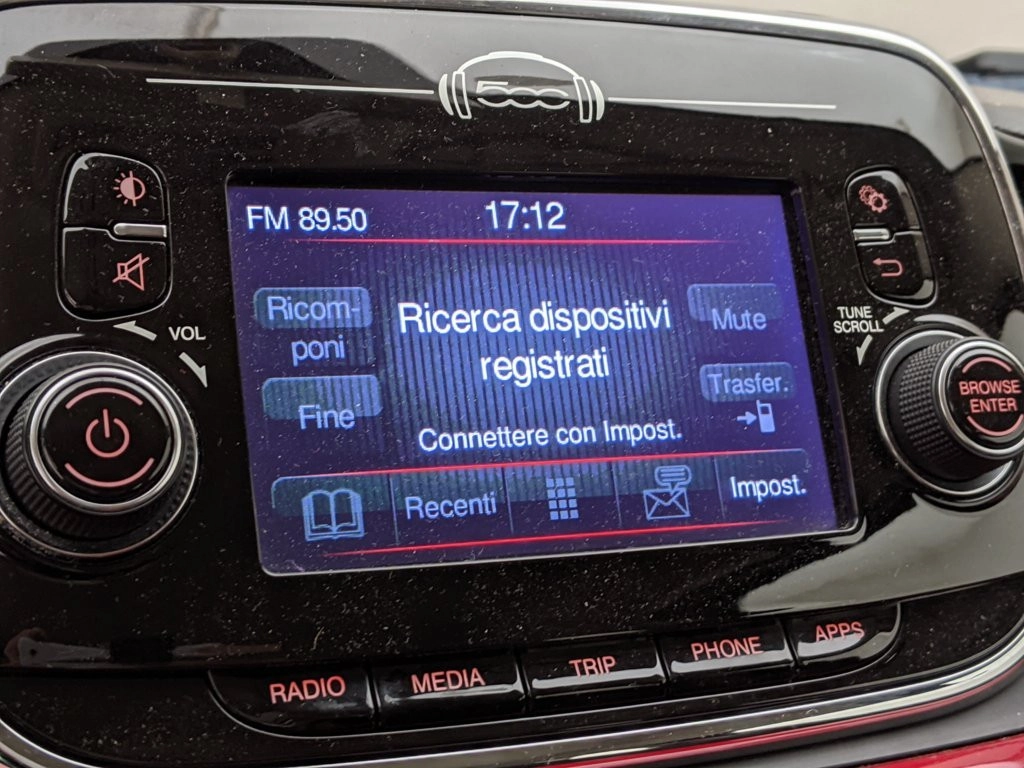 500
FM 89.50
17:12
Ricom-
poni
Ricerca dispositivi
registrati
Mute
Fine
Trasfer.
Connettere con Impost.
Recenti
Impost.
VOL
TUNE
SCROLL
BROWSE
ENTER
RADIO
MEDIA
TRIP
PHONE
APPS